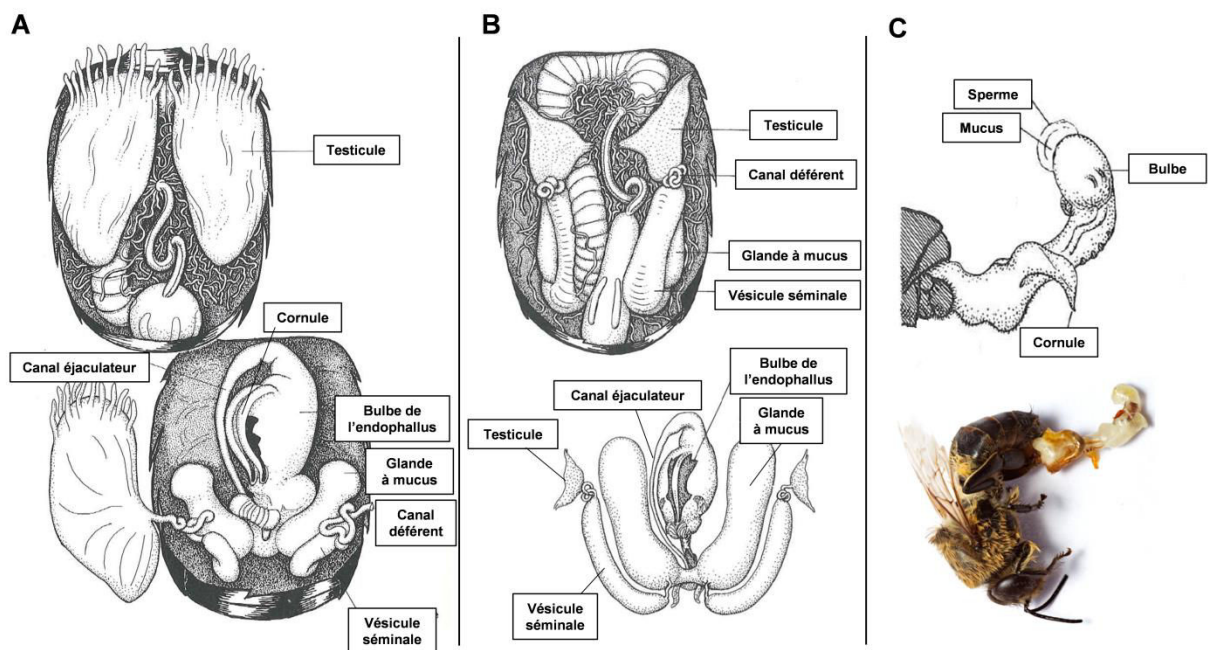 A
Testicule
Cornule
Canal éjaculateur
Bulbe de
l'endophallus
Glande
à mucus
Canal
déférent
Vésicule
séminale
B
Testicule
Canal déférent
Glande à mucus
Vésicule séminale
Bulbe de
l'endophallus
Canal éjaculateur
Glande
à mucus
Testicule
Vésicule
séminale
C
Sperme
Mucus
Bulbe
Cornule